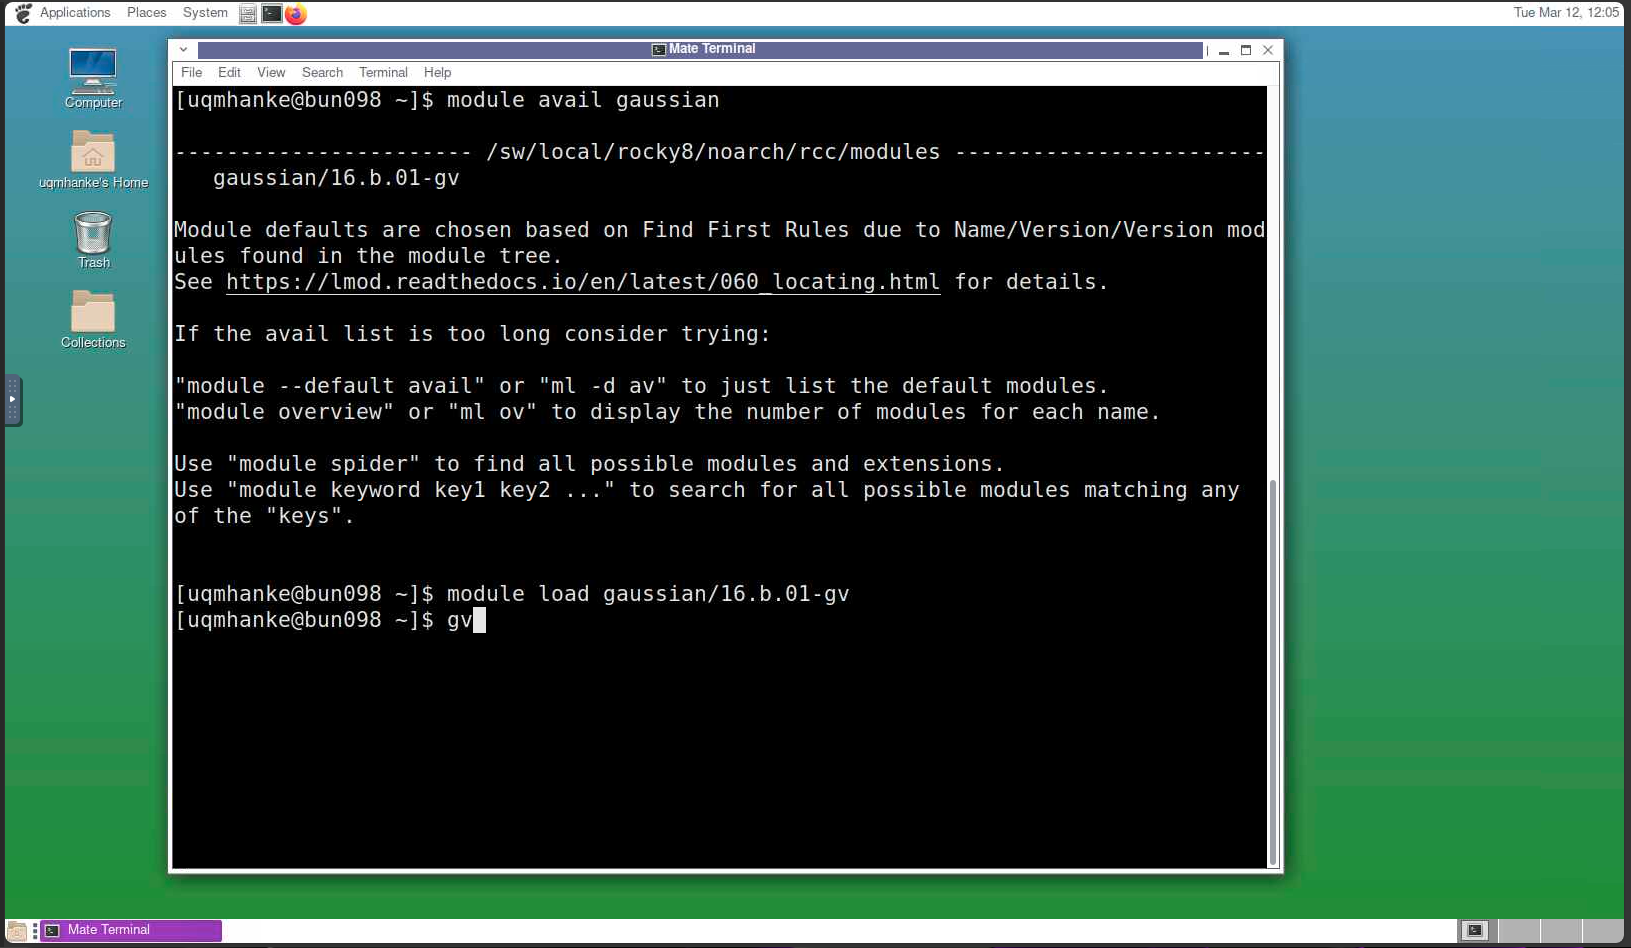 Applications Places System Tue Mar 12, 12:05
Computer
uqmhanke's Home
Trash
Collections
Mate Terminal
File Edit View Search Terminal Help
[uqmhanke@bun098 ~]$ module avail gaussian
----------------------- /sw/local/rocky8/noarch/rcc/modules ------------------------
gaussian/16.b.01-gv
Module defaults are chosen based on Find First Rules due to Name/Version/Version mod
ules found in the module tree.
See https://lmod.readthedocs.io/en/latest/060_locating.html for details.
If the avail list is too long consider trying:
"module --default avail" or "ml -d av" to just list the default modules.
"module overview" or "ml ov" to display the number of modules for each name.
Use "module spider" to find all possible modules and extensions.
Use "module keyword key1 key2 ..." to search for all possible modules matching any
of the "keys".
[uqmhanke@bun098 ~]$ module load gaussian/16.b.01-gv
[uqmhanke@bun098 ~]$ gv
Mate Terminal